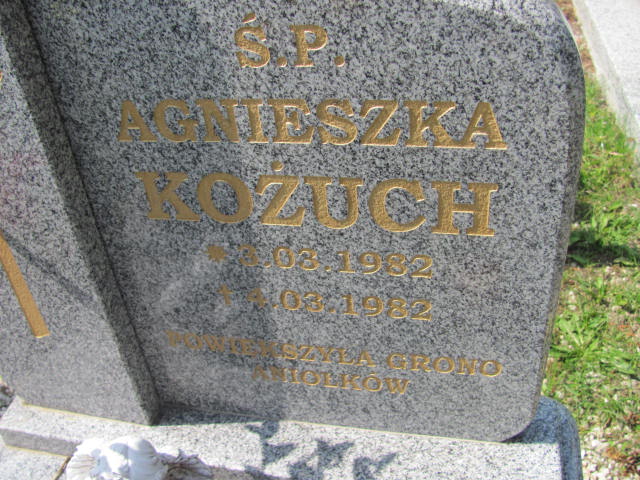 Ś.P.
AGNIESZKA
KOŻUCH
* 3.03.1982
† 4.03.1982
POWIĘKSZYŁA GRONO
ANIOŁKÓW